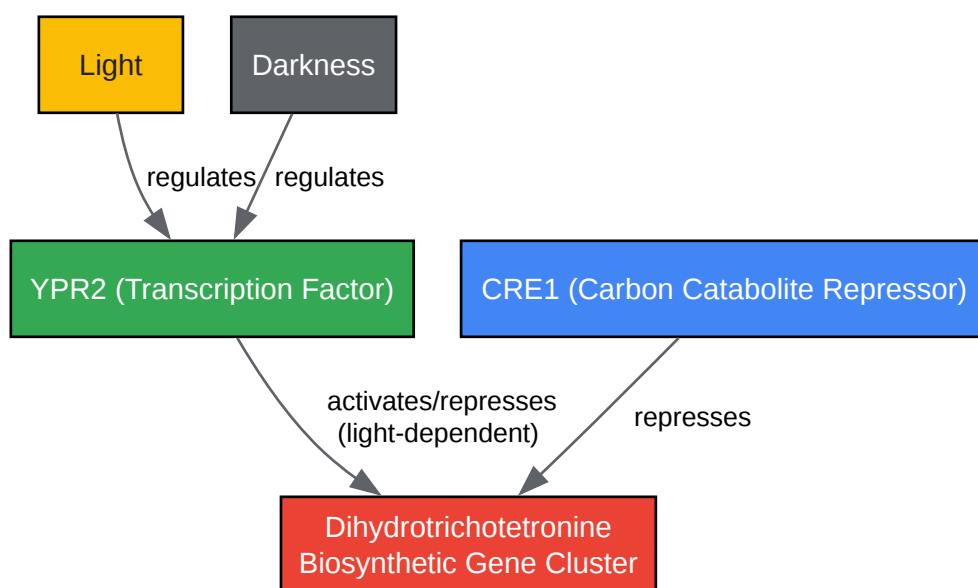 Light
Darkness
regulates
regulates
YPR2 (Transcription Factor)
CRE1 (Carbon Catabolite Repressor)
activates/represses
(light-dependent)
represses
Dihydrotrichotetronine
Biosynthetic Gene Cluster